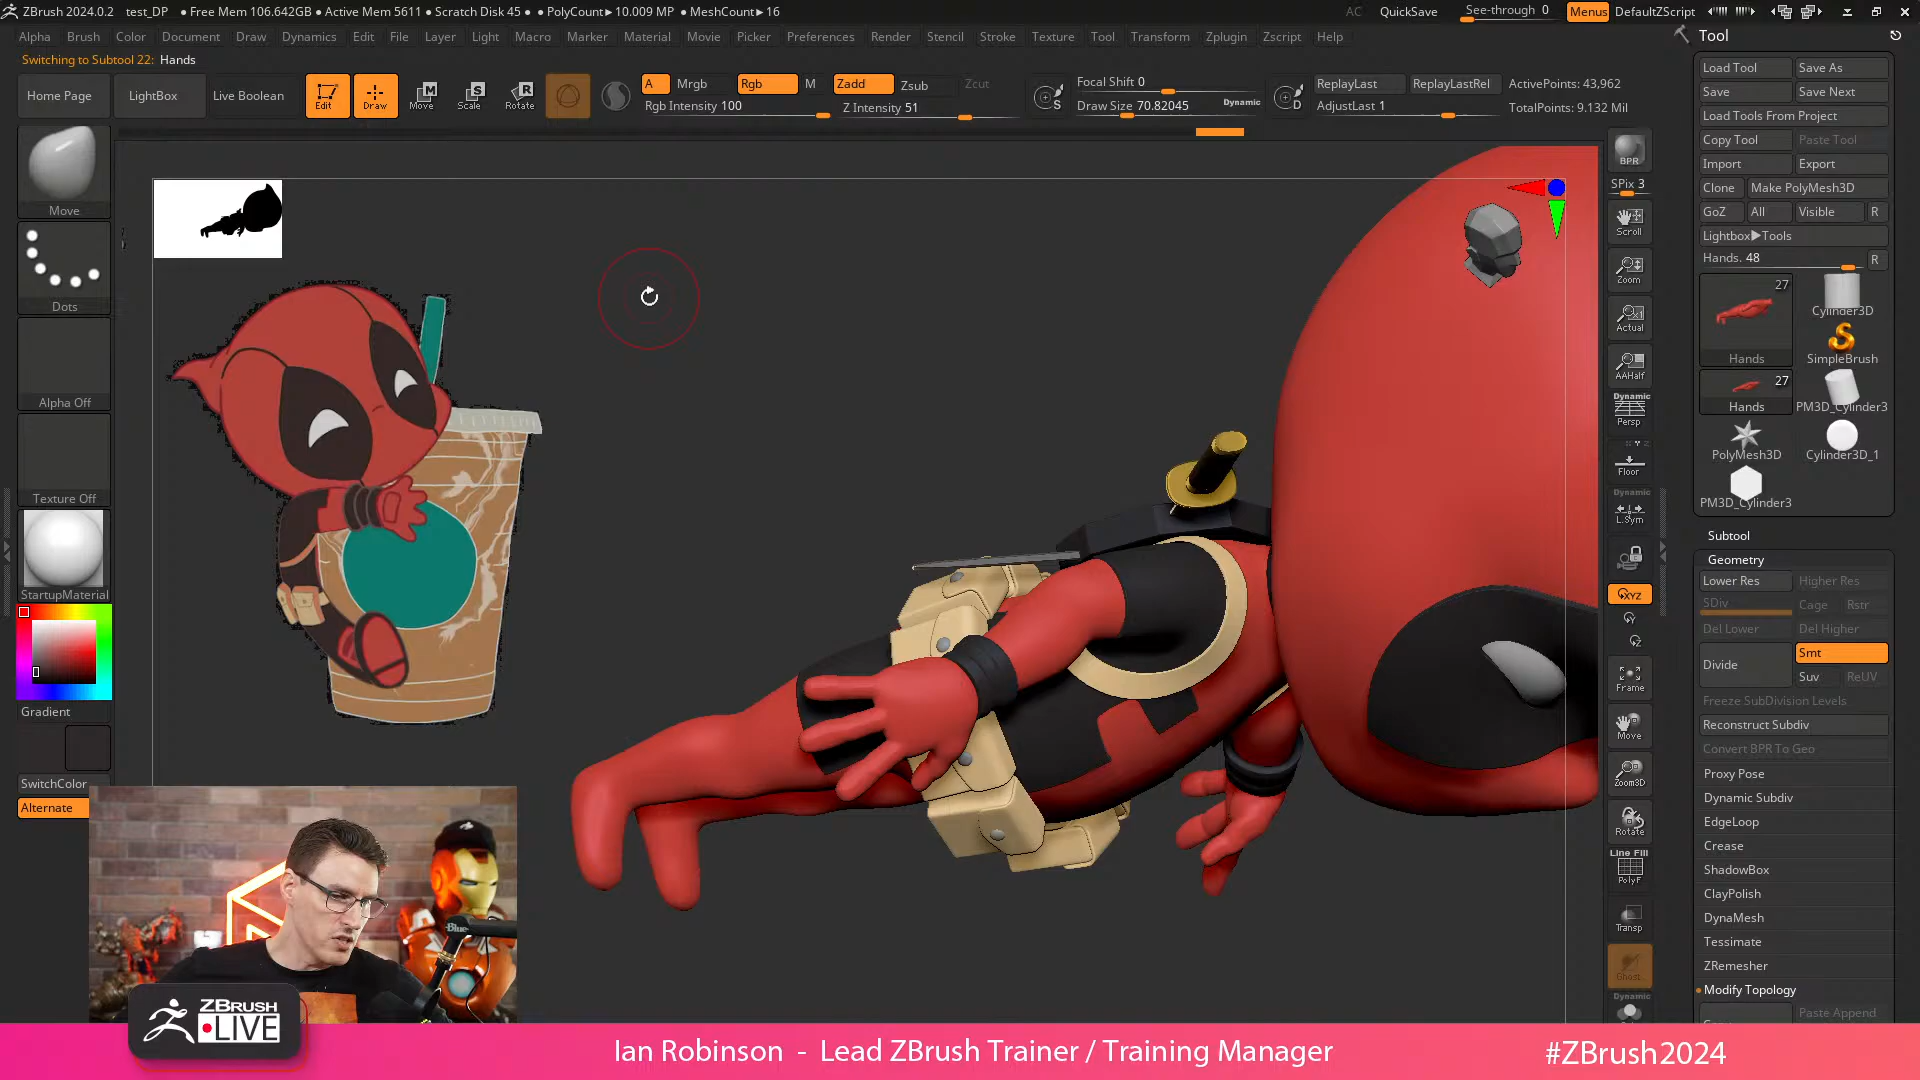 ZBrush 2024.0.2 test_DP • Free Mem 106.642GB • Active Mem 5611 • Scratch Disk 45 • PolyCount► 10.009 MP • MeshCount► 16
AC QuickSave See-through 0 Menus DefaultZScript
Alpha Brush Color Document Draw Dynamics Edit File Layer Light Macro Marker Material Movie Picker Preferences Render Stencil Stroke Texture Tool Transform Zplugin Zscript Help
Tool
Switching to Subtool 22: Hands
Home Page LightBox Live Boolean Edit Draw Move Scale Rotate
A Mrgb Rgb M Zadd Zsub Zcut
Rgb Intensity 100 Z Intensity 51
Focal Shift 0
Draw Size 70.82045 Dynamic
S
D
ReplayLast ReplayLastRel ActivePoints: 43,962
AdjustLast 1 TotalPoints: 9.132 Mil
Move
Dots
Alpha Off
Texture Off
StartupMaterial
Gradient
SwitchColor
Alternate
BPR
SPix 3
Scroll
Zoom
Actual
AAHalf
Dynamic
Persp
Floor
Dynamic
L.Sym
XYZ
Frame
Move
Zoom3D
Rotate
Line Fill
PolyF
Transp
Ghost
Dynamic
Load Tool Save As
Save Save Next
Load Tools From Project
Copy Tool Paste Tool
Import Export
Clone Make PolyMesh3D
GoZ All Visible R
Lightbox►Tools
Hands. 48 R
27
Hands
Cylinder3D
SimpleBrush
27
Hands
PM3D_Cylinder3
PolyMesh3D
Cylinder3D_1
PM3D_Cylinder3
Subtool
Geometry
Lower Res Higher Res
SDiv Cage Rstr
Del Lower Del Higher
Divide
Smt
Suv ReUV
Freeze SubDivision Levels
Reconstruct Subdiv
Convert BPR To Geo
Proxy Pose
Dynamic Subdiv
EdgeLoop
Crease
ShadowBox
ClayPolish
DynaMesh
Tessimate
ZRemesher
Modify Topology
Paste Append
Blue
ZBRUSH
LIVE
Ian Robinson - Lead ZBrush Trainer / Training Manager
#ZBrush2024